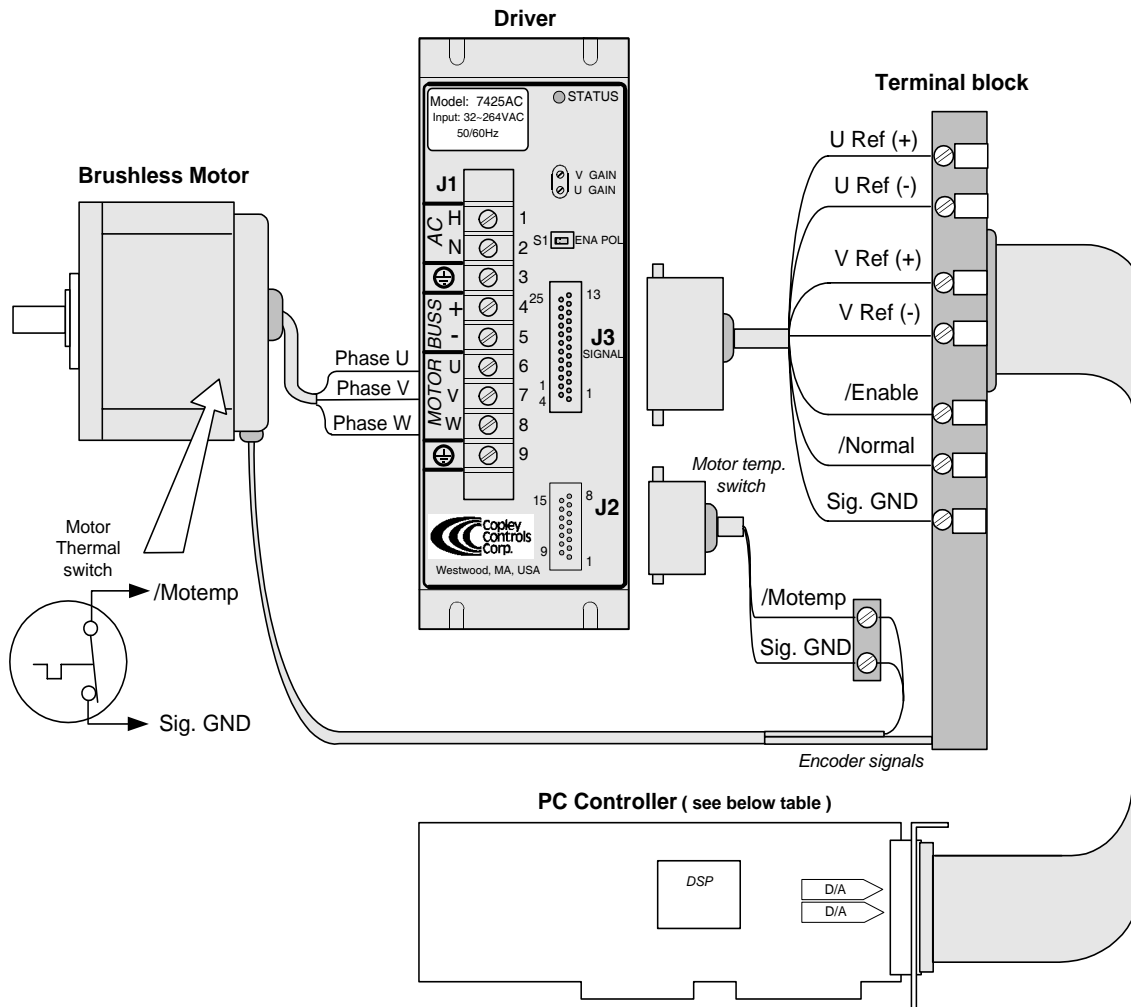 Driver
Model: 7425AC
Input: 32~264VAC
50/60Hz
STATUS
V GAIN
U GAIN
J1
AC
H
1
N
2
S1
ENA POL
3
BUSS
+
4
-
5
MOTOR
U
6
V
7
W
8
9
25
13
J3
SIGNAL
1
4
1
15
8
J2
9
1
Copley
Controls
Corp.
Westwood, MA, USA
Brushless Motor
Phase U
Phase V
Phase W
Motor
Thermal
switch
/Motemp
Sig. GND
Terminal block
U Ref (+)
U Ref (-)
V Ref (+)
V Ref (-)
/Enable
/Normal
Sig. GND
Motor temp.
switch
/Motemp
Sig. GND
Encoder signals
PC Controller ( see below table )
DSP
D/A
D/A